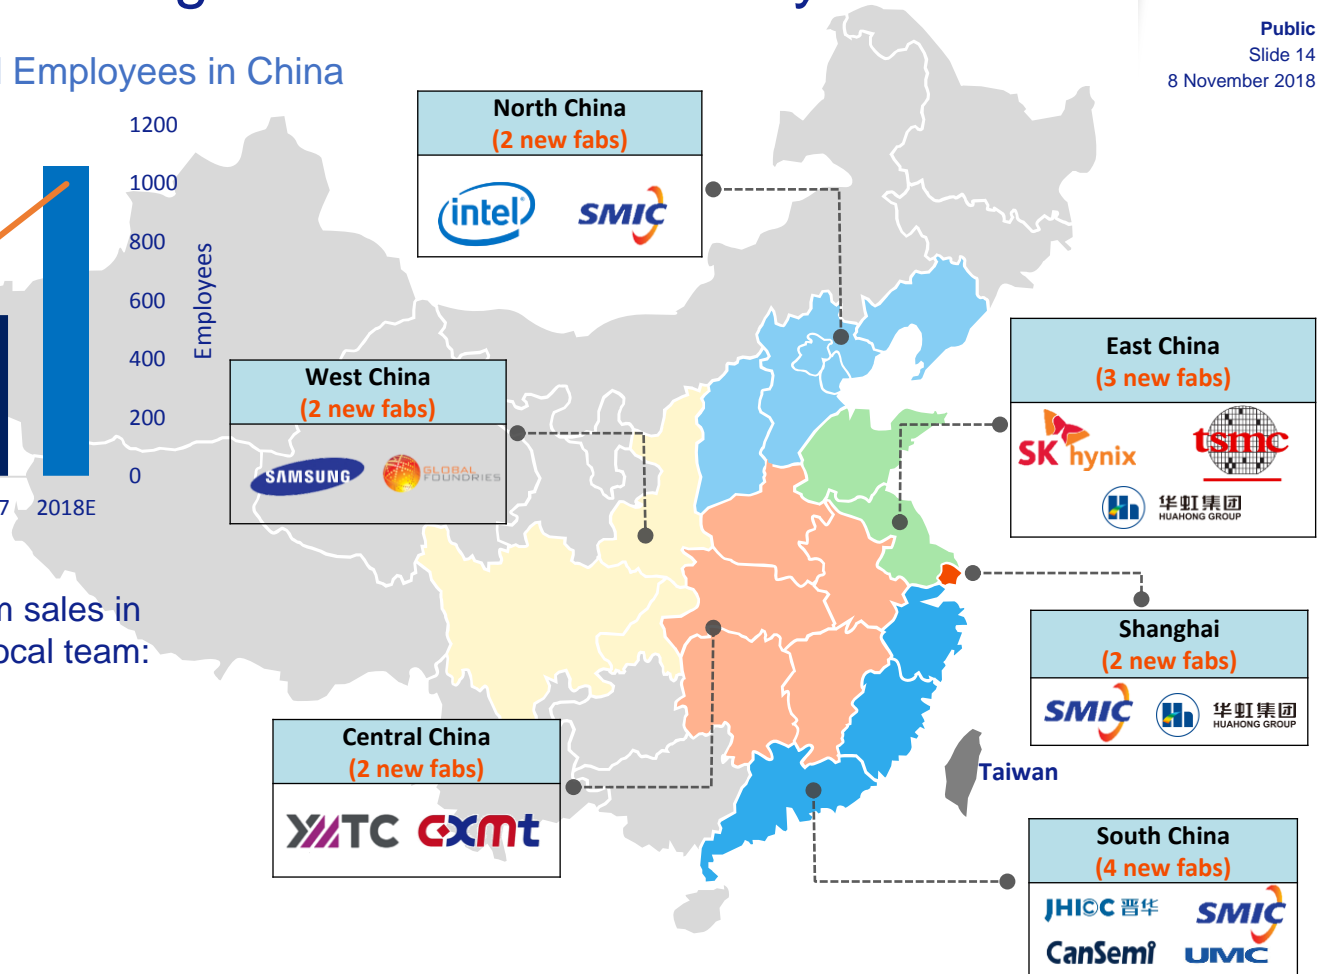 Public
Slide 14
8 November 2018
Employees in China
1200
1000
800
600
400
200
0
Employees
7
2018E
sales in
local team:
North China
(2 new fabs)
intel
SMIC
West China
(2 new fabs)
SAMSUNG
GLOBAL
FOUNDRIES
East China
(3 new fabs)
SK hynix
tsmc
华虹集团
HUAHONG GROUP
Shanghai
(2 new fabs)
SMIC
华虹集团
HUAHONG GROUP
Central China
(2 new fabs)
YMTC
cxmt
Taiwan
South China
(4 new fabs)
JHICC 晋华
SMIC
CanSemi
UMC